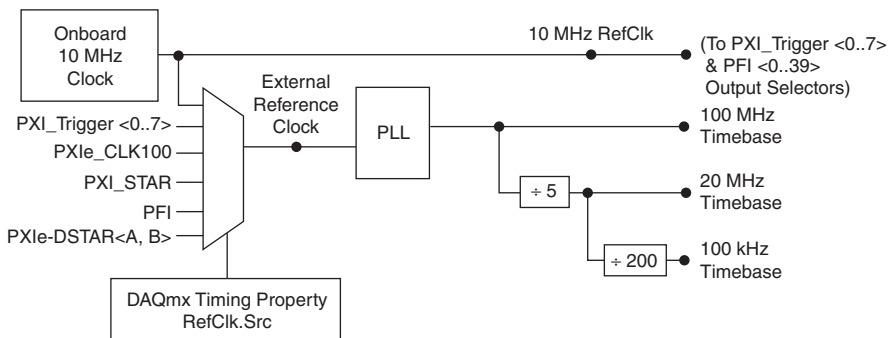 Onboard
10 MHz
Clock
10 MHz RefClk
(To PXI_Trigger <0..7>
& PFI <0..39>
Output Selectors)
External
Reference
Clock
PXI_Trigger <0..7>
PXIe_CLK100
PXI_STAR
PFI
PXIe-DSTAR<A, B>
PLL
100 MHz
Timebase
÷ 5
20 MHz
Timebase
÷ 200
100 kHz
Timebase
DAQmx Timing Property
RefClk.Src